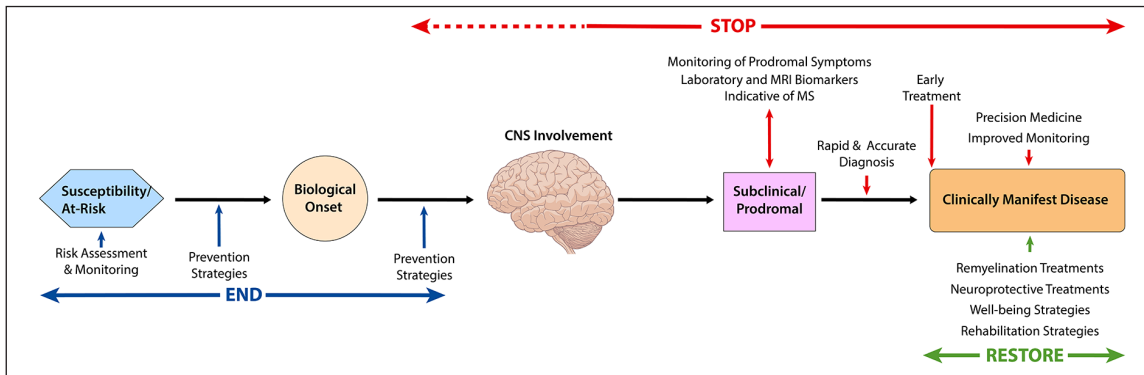 STOP
Monitoring of Prodromal Symptoms
Laboratory and MRI Biomarkers
Indicative of MS
Early
Treatment
Precision Medicine
Improved Monitoring
CNS Involvement
Rapid & Accurate
Diagnosis
Susceptibility/
At-Risk
Biological
Onset
Subclinical/
Prodromal
Clinically Manifest Disease
Risk Assessment
& Monitoring
Prevention
Strategies
Prevention
Strategies
END
Remyelination Treatments
Neuroprotective Treatments
Well-being Strategies
Rehabilitation Strategies
RESTORE